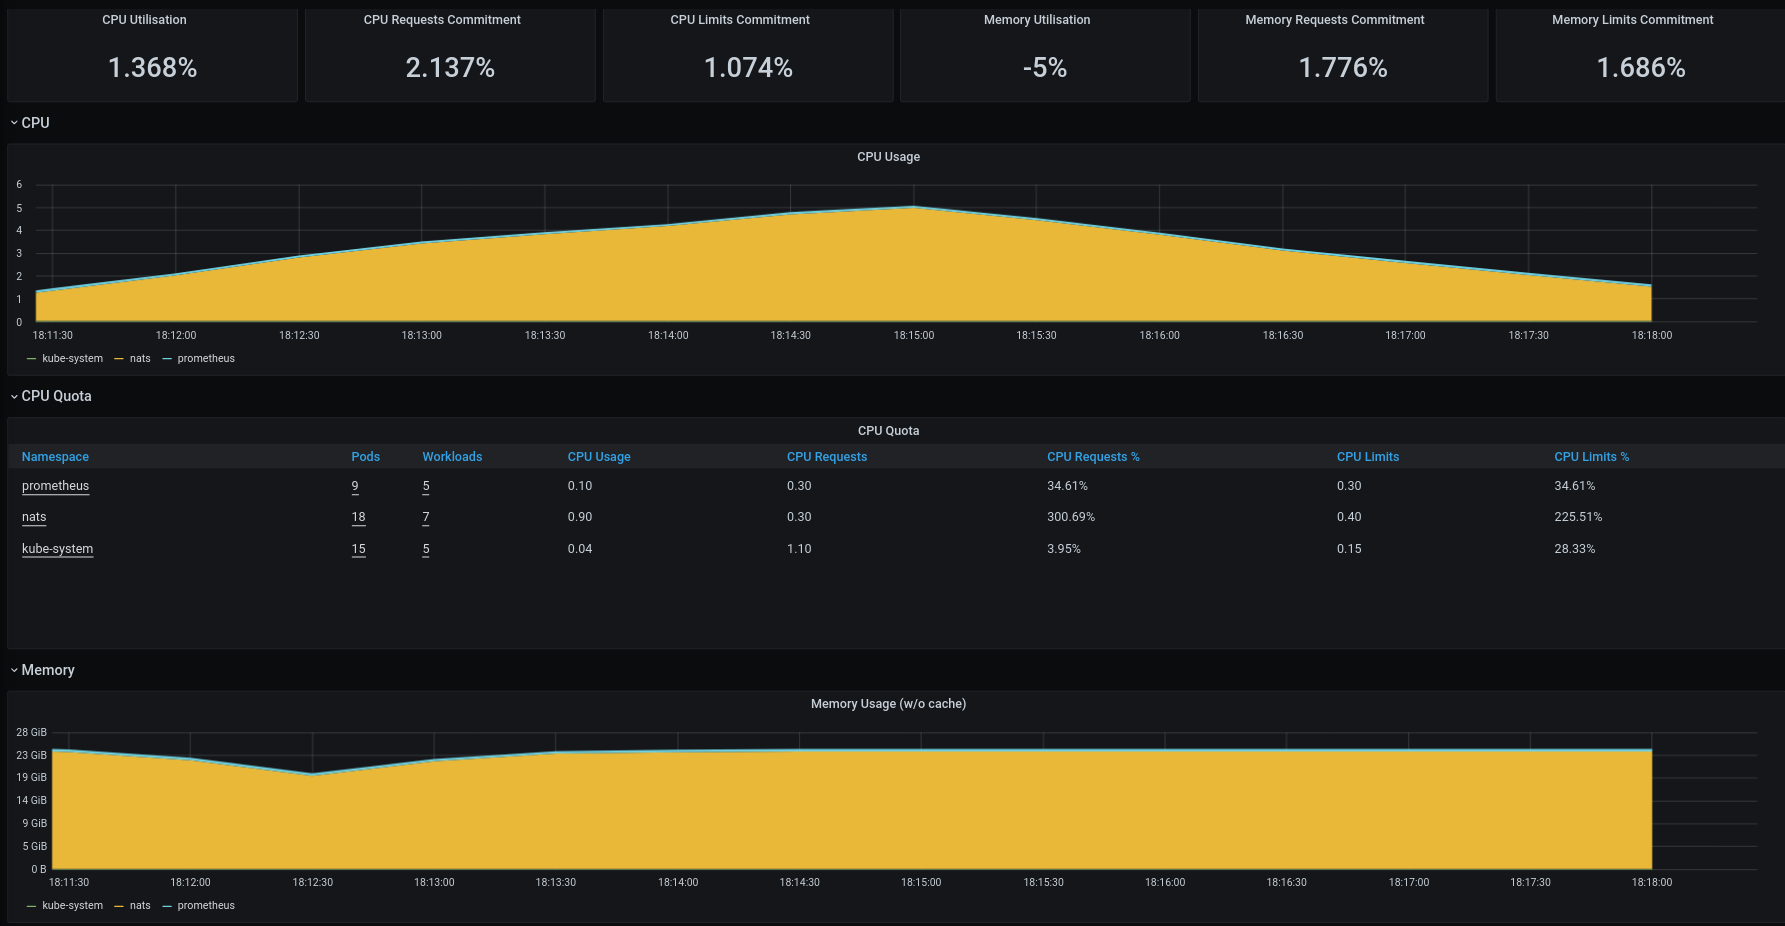 CPU Utilisation CPU Requests Commitment CPU Limits Commitment Memory Utilisation Memory Requests Commitment Memory Limits Commitment
1.368% 2.137% 1.074% -5% 1.776% 1.686%
CPU
CPU Usage
6
5
4
3
2
1
0
18:11:30 18:12:00 18:12:30 18:13:00 18:13:30 18:14:00 18:14:30 18:15:00 18:15:30 18:16:00 18:16:30 18:17:00 18:17:30 18:18:00
kube-system nats prometheus
CPU Quota
CPU Quota
Namespace Pods Workloads CPU Usage CPU Requests CPU Requests % CPU Limits CPU Limits %
prometheus 9 5 0.10 0.30 34.61% 0.30 34.61%
nats 18 7 0.90 0.30 300.69% 0.40 225.51%
kube-system 15 5 0.04 1.10 3.95% 0.15 28.33%
Memory
Memory Usage (w/o cache)
28 GiB
23 GiB
19 GiB
14 GiB
9 GiB
5 GiB
0 B
18:11:30 18:12:00 18:12:30 18:13:00 18:13:30 18:14:00 18:14:30 18:15:00 18:15:30 18:16:00 18:16:30 18:17:00 18:17:30 18:18:00
kube-system nats prometheus